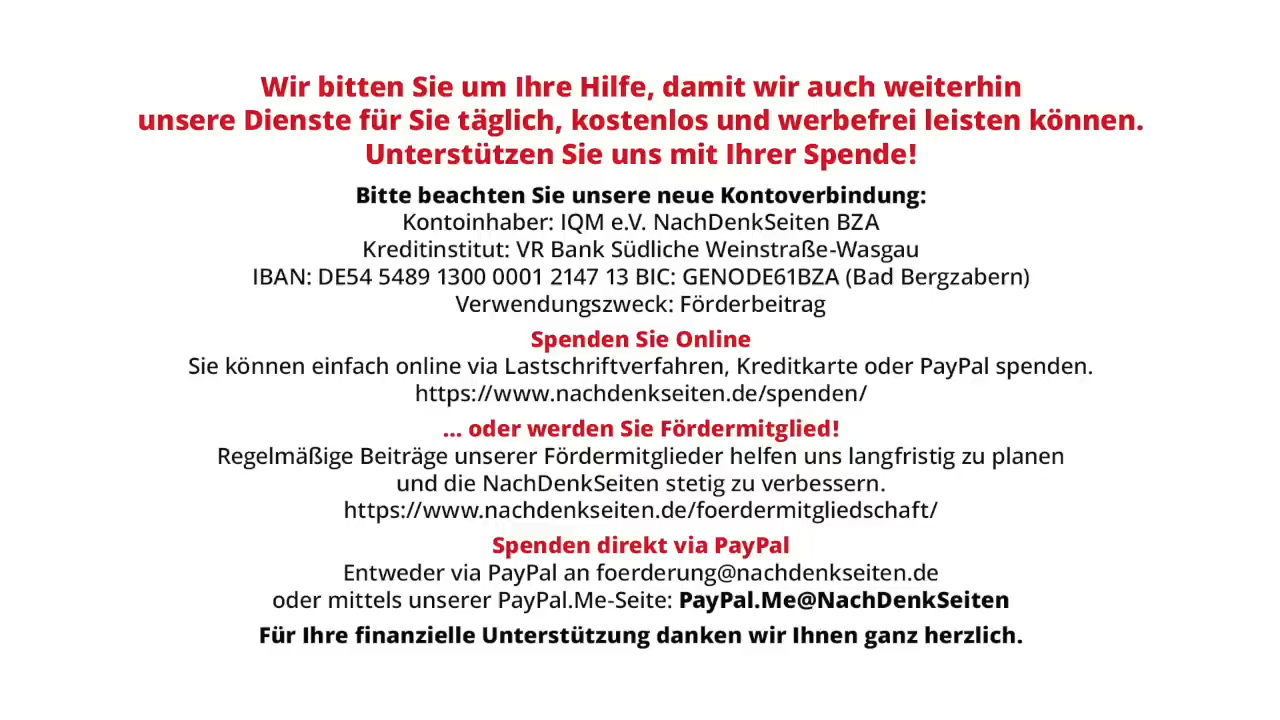 Wir bitten Sie um Ihre Hilfe, damit wir auch weiterhin
unsere Dienste für Sie täglich, kostenlos und werbefrei leisten können.
Unterstützen Sie uns mit Ihrer Spende!
Bitte beachten Sie unsere neue Kontoverbindung:
Kontoinhaber: IQM e.V. NachDenkSeiten BZA
Kreditinstitut: VR Bank Südliche Weinstraße-Wasgau
IBAN: DE54 5489 1300 0001 2147 13 BIC: GENODE61BZA (Bad Bergzabern)
Verwendungszweck: Förderbeitrag
Spenden Sie Online
Sie können einfach online via Lastschriftverfahren, Kreditkarte oder PayPal spenden.
https://www.nachdenkseiten.de/spenden/
... oder werden Sie Fördermitglied!
Regelmäßige Beiträge unserer Fördermitglieder helfen uns langfristig zu planen
und die NachDenkSeiten stetig zu verbessern.
https://www.nachdenkseiten.de/foerdermitgliedschaft/
Spenden direkt via PayPal
Entweder via PayPal an foerderung@nachdenkseiten.de
oder mittels unserer PayPal.Me-Seite: PayPal.Me@NachDenkSeiten
Für Ihre finanzielle Unterstützung danken wir Ihnen ganz herzlich.